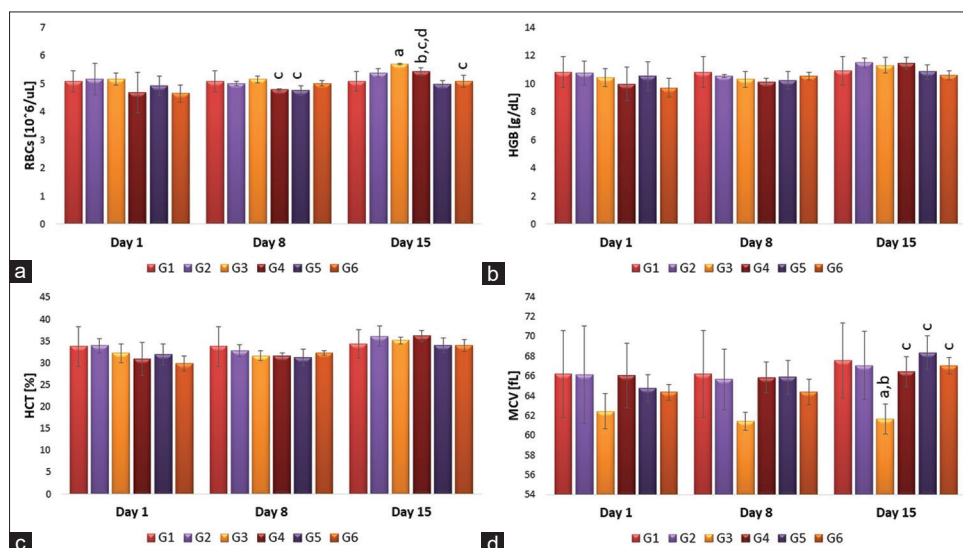 7
6
5
4
3
2
1
0
RBCs [10^6/uL]
c
c
a
b,c,d
c
Day 1 Day 8 Day 15
G1 G2 G3 G4 G5 G6
a
14
12
10
8
6
4
2
0
HGB [g/dL]
Day 1 Day 8 Day 15
G1 G2 G3 G4 G5 G6
b
45
40
35
30
25
20
15
10
5
0
HCT [%]
Day 1 Day 8 Day 15
G1 G2 G3 G4 G5 G6
c
74
72
70
68
66
64
62
60
58
56
54
MCV [fL]
a,b
c
c
c
Day 1 Day 8 Day 15
G1 G2 G3 G4 G5 G6
d